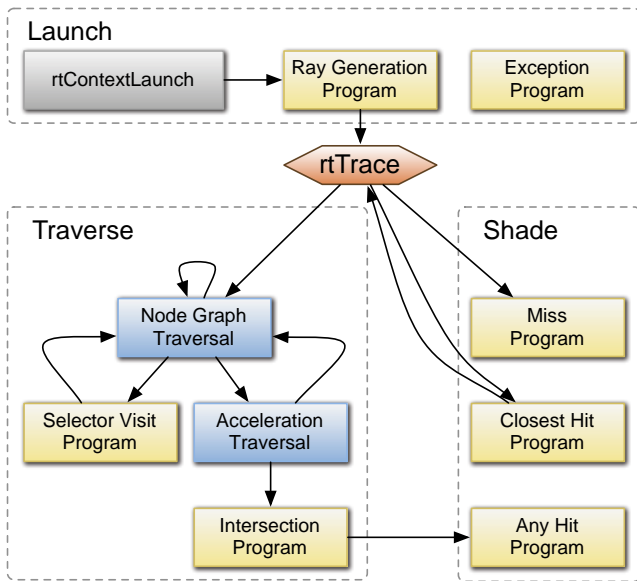 Launch
rtContextLaunch
Ray Generation
Program
Exception
Program
rtTrace
Traverse
Shade
Node Graph
Traversal
Miss
Program
Selector Visit
Program
Acceleration
Traversal
Closest Hit
Program
Intersection
Program
Any Hit
Program